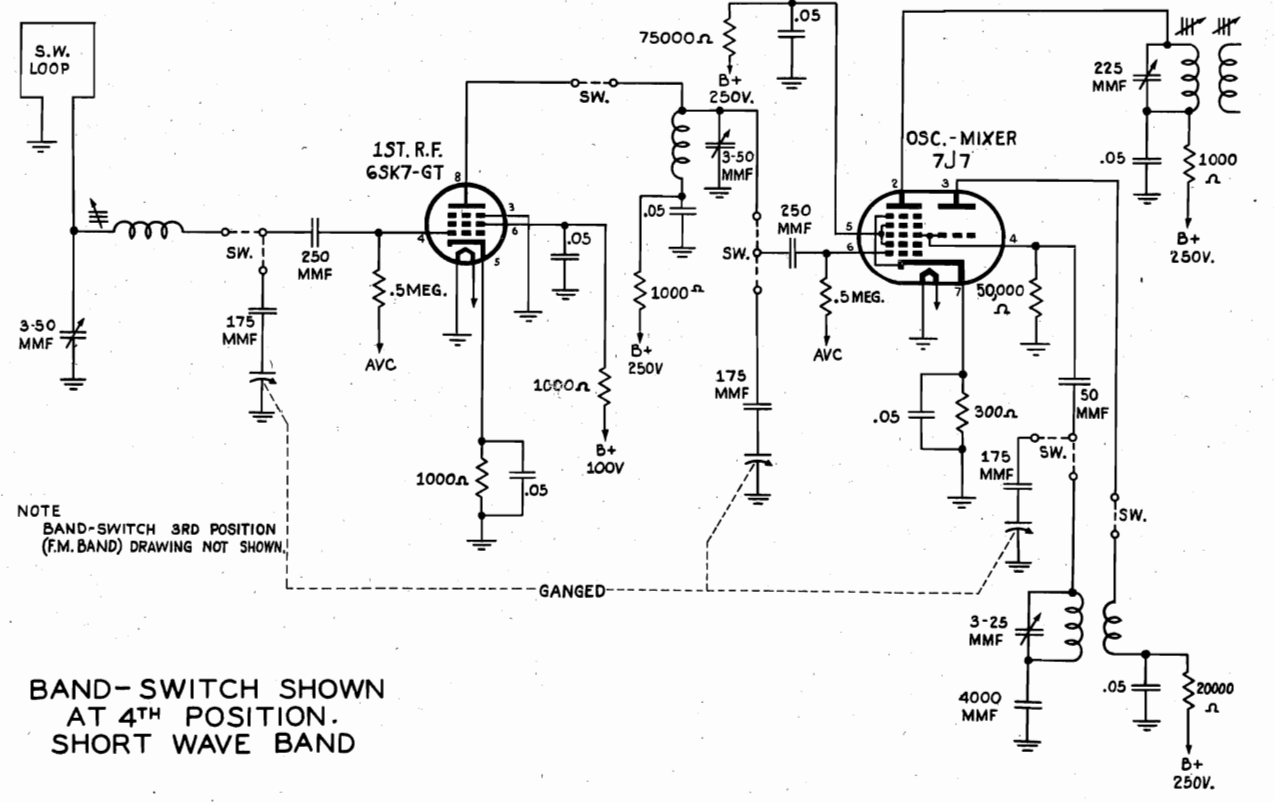 S.W.
LOOP
3-50
MMF
SW.
250
MMF
175
MMF
.5 MEG.
AVC
1ST. R.F.
6SK7-GT
8
3
6
4
5
.05
1000Ω
B+
100V
1000Ω
.05
SW.
75000Ω
B+
250V.
.05
3-50
MMF
.05
1000Ω
B+
250V
SW.
250
MMF
175
MMF
.5 MEG.
AVC
OSC.-MIXER
7J7
2
3
5
6
4
7
50,000
Ω
.05
300Ω
50
MMF
SW.
175
MMF
225
MMF
.05
1000
Ω
B+
250V.
SW.
3-25
MMF
4000
MMF
.05
20000
Ω
B+
250V.
GANGED
NOTE
BAND-SWITCH 3RD POSITION
(F.M. BAND) DRAWING NOT SHOWN.
BAND-SWITCH SHOWN
AT 4TH POSITION.
SHORT WAVE BAND